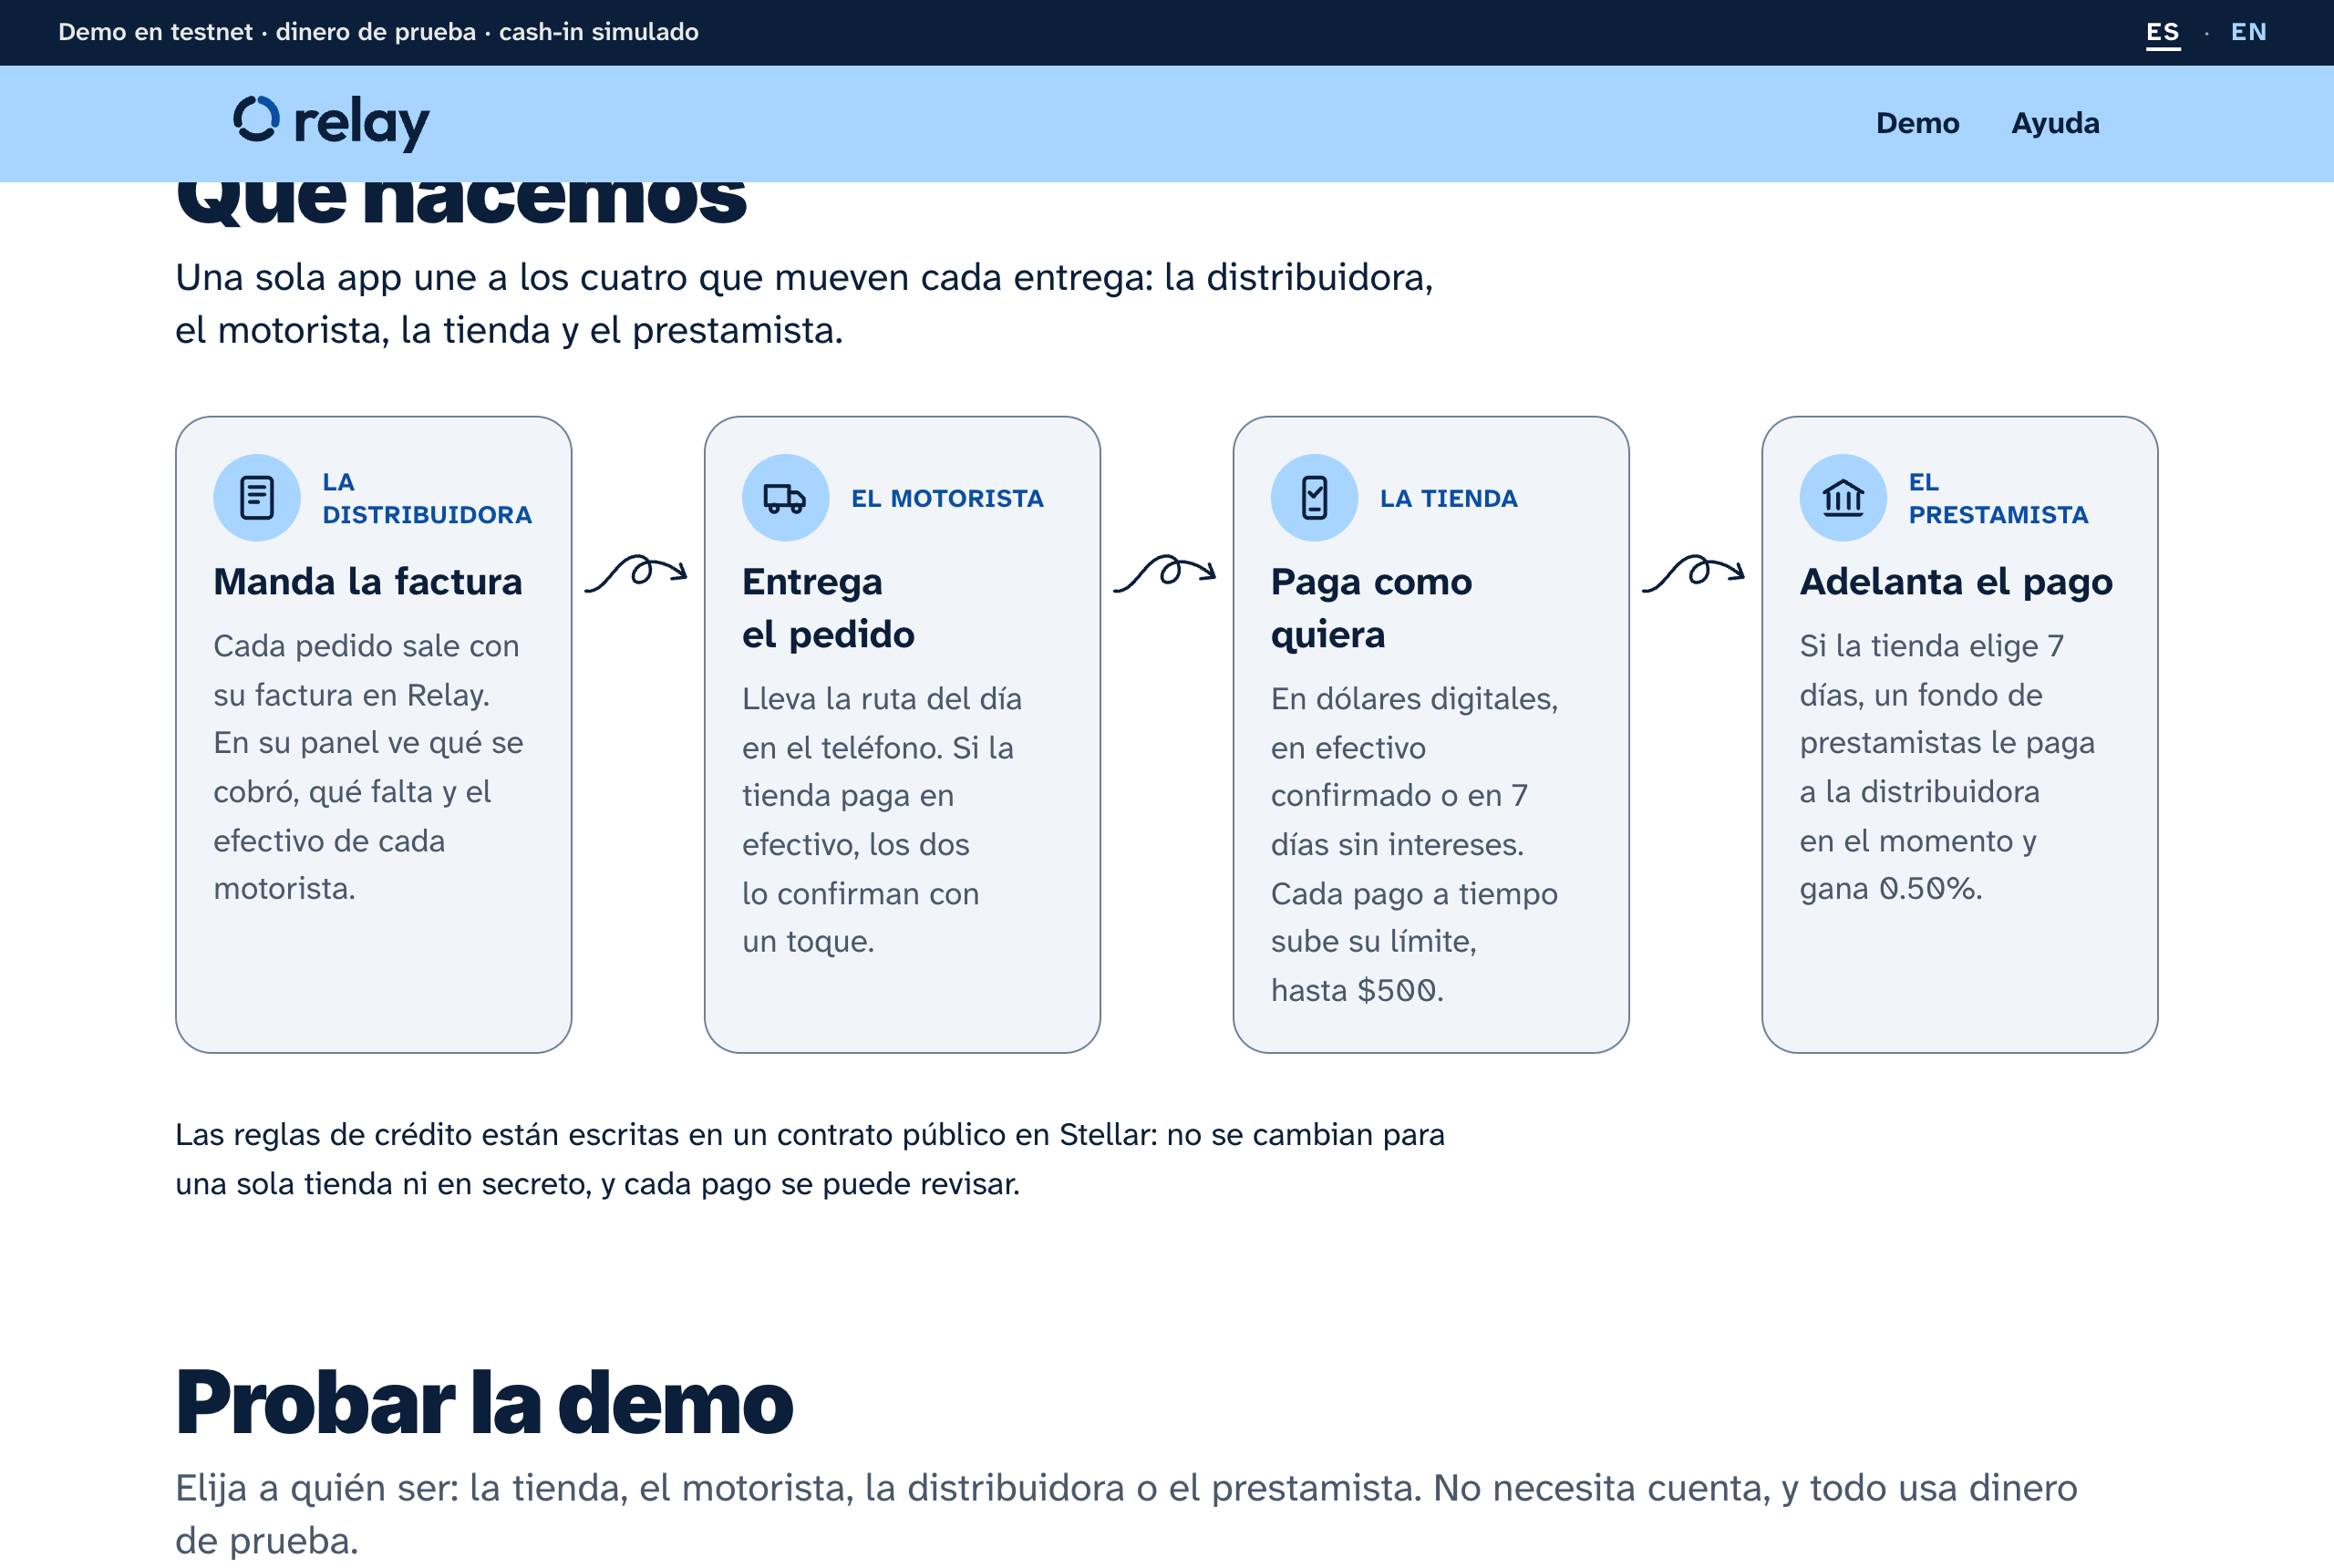 Demo en testnet · dinero de prueba · cash-in simulado
ES · EN
relay
Demo Ayuda
Qué hacemos
Una sola app une a los cuatro que mueven cada entrega: la distribuidora,
el motorista, la tienda y el prestamista.
LA
DISTRIBUIDORA
Manda la factura
Cada pedido sale con
su factura en Relay.
En su panel ve qué se
cobró, qué falta y el
efectivo de cada
motorista.
EL MOTORISTA
Entrega
el pedido
Lleva la ruta del día
en el teléfono. Si la
tienda paga en
efectivo, los dos
lo confirman con
un toque.
LA TIENDA
Paga como
quiera
En dólares digitales,
en efectivo
confirmado o en 7
días sin intereses.
Cada pago a tiempo
sube su límite,
hasta $500.
EL
PRESTAMISTA
Adelanta el pago
Si la tienda elige 7
días, un fondo de
prestamistas le paga
a la distribuidora
en el momento y
gana 0.50%.
Las reglas de crédito están escritas en un contrato público en Stellar: no se cambian para
una sola tienda ni en secreto, y cada pago se puede revisar.
Probar la demo
Elija a quién ser: la tienda, el motorista, la distribuidora o el prestamista. No necesita cuenta, y todo usa dinero
de prueba.